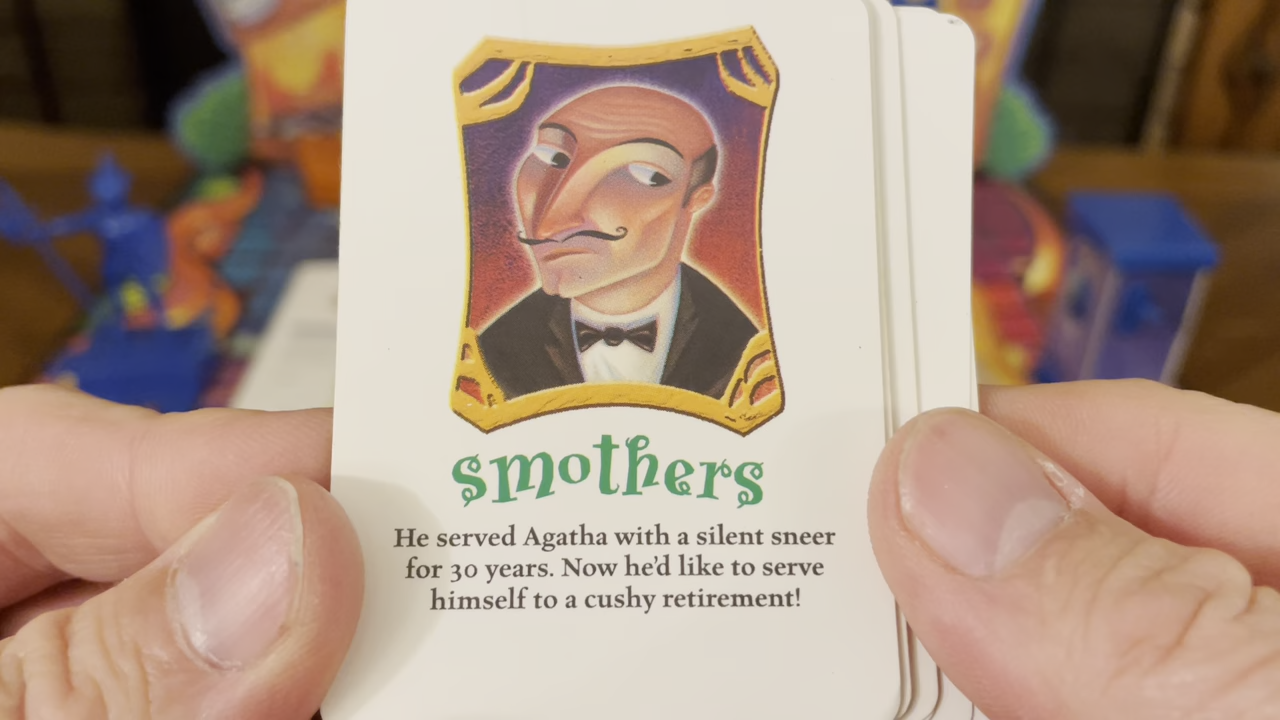 smothers
He served Agatha with a silent sneer
for 30 years. Now he'd like to serve
himself to a cushy retirement!